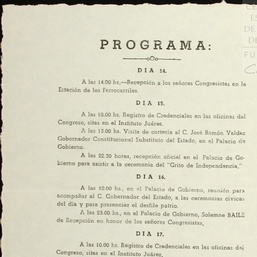 PROGRAMA:
DIA 14.
A las 14.00 hs.—Recepción a los señores Congresistas en la
Estación de los Ferrocarriles.
DIA 15.
A las 10.00 hs. Registro de Credenciales en las oficinas del
Congreso, sitas en el Instituto Juárez.
A las 13.00 hs. Visita de cortesía al C. José Román Valdez
Gobernador Constitucional Substituto del Estado, en el Palacio de
Gobierno.
A las 22.30 horas, recepción oficial en el Palacio de Go-
bierno para asistir a la ceremonia del "Grito de Independencia."
DIA 16.
A las 10.00 hs., en el Palacio de Gobierno, reunión para
acompañar al C. Gobernador del Estado, a las ceremonias cívicas
del día y para presenciar el desfile patrio.
A las 23.00 hs., en el Palacio de Gobierno, Solemne BAILE
de Recepción en honor de los señores Congresistas.
DIA 17.
A las 10.00 hs. Registro de Credenciales en las oficinas del
Congreso, sitas en el Instituto Juárez.